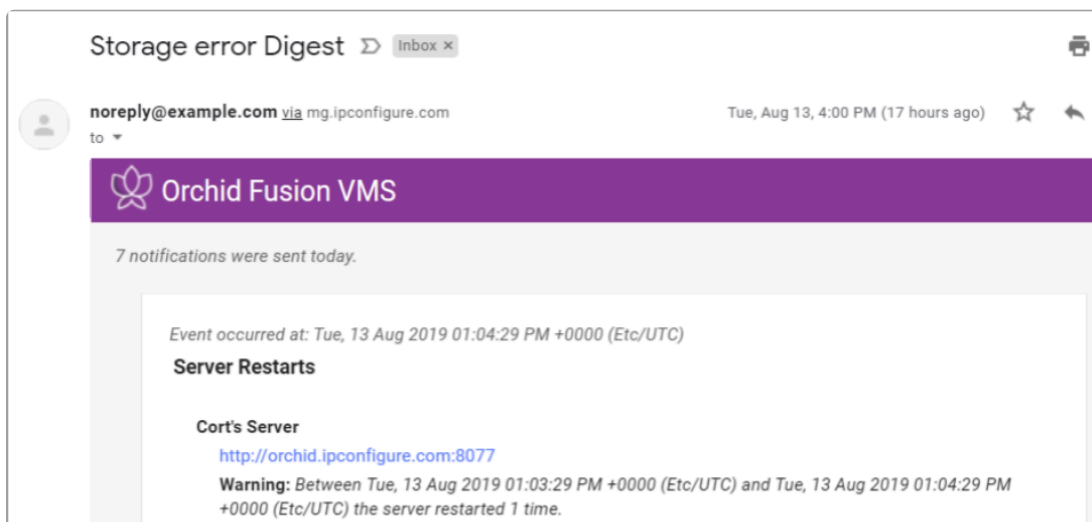 Storage error Digest Inbox ×
noreply@example.com via mg.ipconfigure.com Tue, Aug 13, 4:00 PM (17 hours ago)
to
Orchid Fusion VMS
7 notifications were sent today.
Event occurred at: Tue, 13 Aug 2019 01:04:29 PM +0000 (Etc/UTC)
Server Restarts
Cort's Server
http://orchid.ipconfigure.com:8077
Warning: Between Tue, 13 Aug 2019 01:03:29 PM +0000 (Etc/UTC) and Tue, 13 Aug 2019 01:04:29 PM
+0000 (Etc/UTC) the server restarted 1 time.